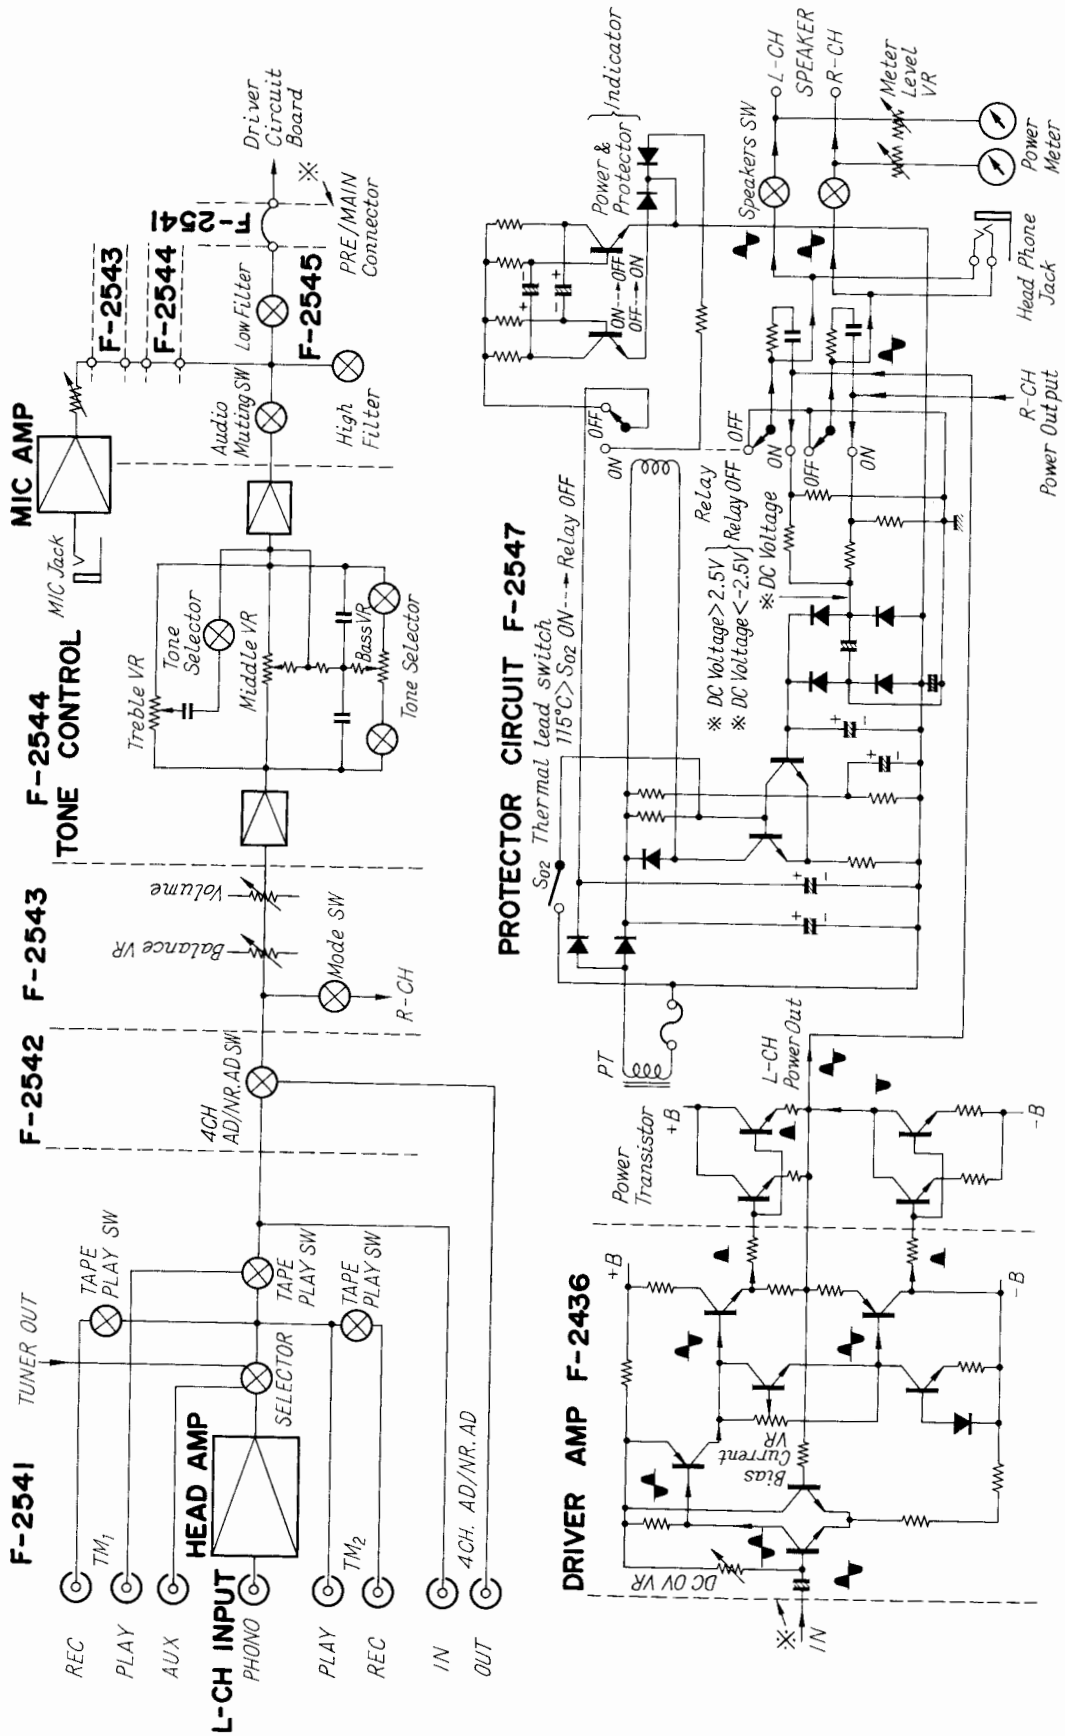 F-2541
F-2542
F-2543
F-2544
TONE CONTROL
MIC AMP
TUNER OUT
TAPE
PLAY SW
TAPE
PLAY SW
TAPE
PLAY SW
SELECTOR
HEAD AMP
L-CH INPUT
REC
TM1
PLAY
AUX
PHONO
PLAY
TM2
REC
IN
4CH. AD/NR.AD
OUT
4CH
AD/NR.AD SW
Balance VR
Volume
Mode SW
R-CH
Treble VR
Tone
Selector
Middle VR
Bass VR
Tone Selector
MIC Jack
Audio
Muting SW
High
Filter
Low Filter
F-2543
F-2544
F-2545
F-2541
PRE/MAIN
Connector
※
Driver
Circuit
Board
DRIVER AMP F-2436
※
IN
DC 0V VR
Bias
Current
VR
+B
-B
Power
Transistor
+B
-B
L-CH
Power Out
PROTECTOR CIRCUIT F-2547
PT
S02 Thermal lead switch
115°C>S02 ON---→Relay OFF
※ DC Voltage>2.5V
※ DC Voltage<-2.5V
Relay OFF
※ DC Voltage
Relay
ON
OFF
OFF
ON
OFF
ON
ON---→OFF
OFF---→ON
Power &
Protector
Indicator
Speakers SW
L-CH
SPEAKER
R-CH
Meter
Level
VR
Power
Meter
Head Phone
Jack
R-CH
Power Output